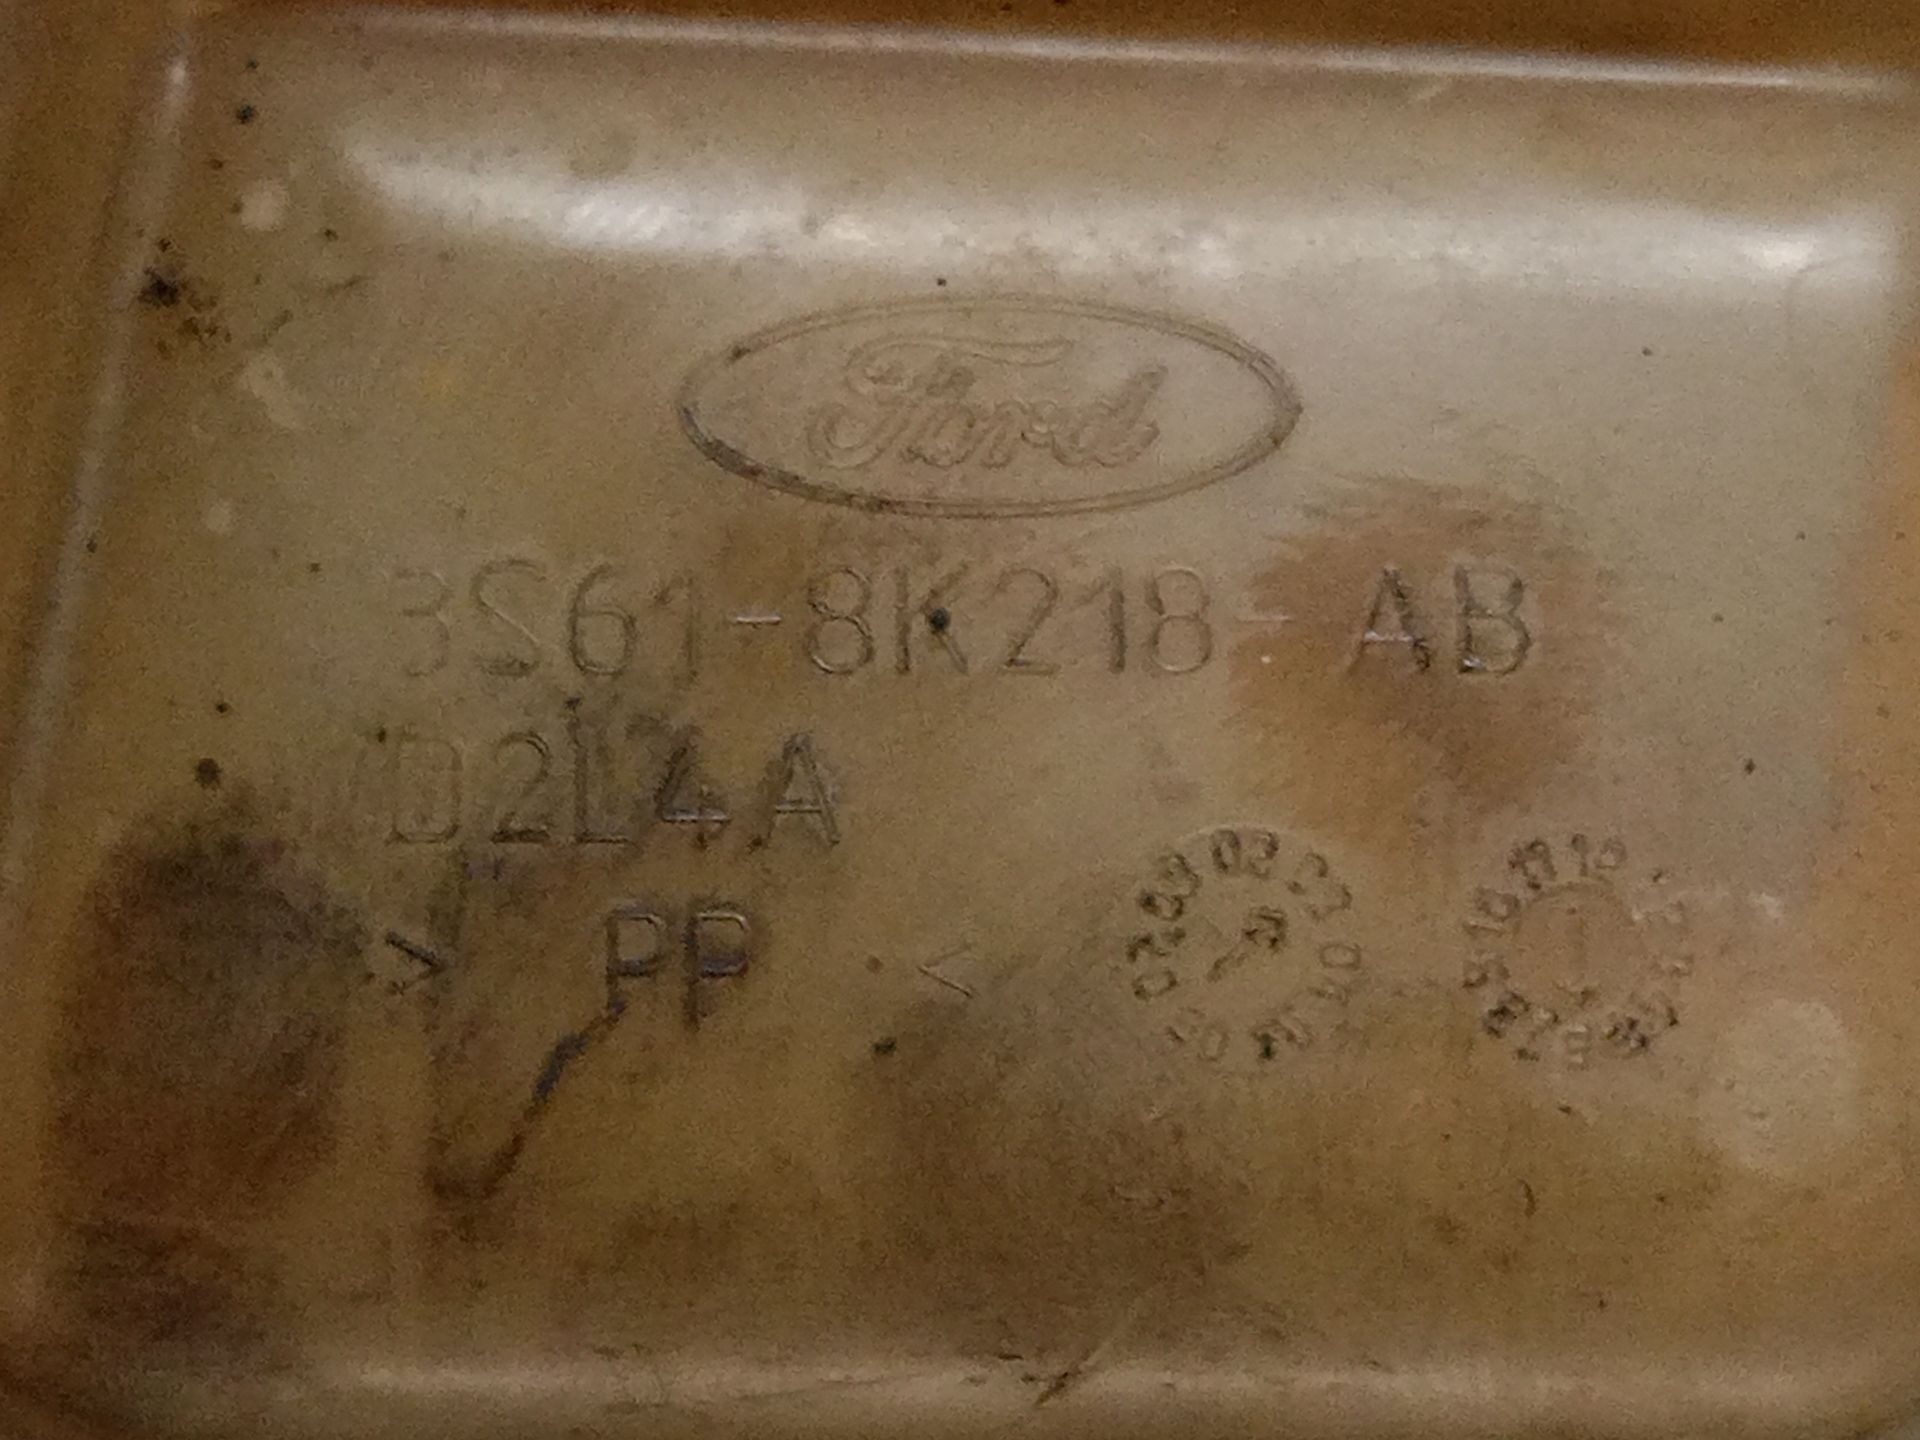 Ford
3S61-8K218-AB
D2L4A
> PP <